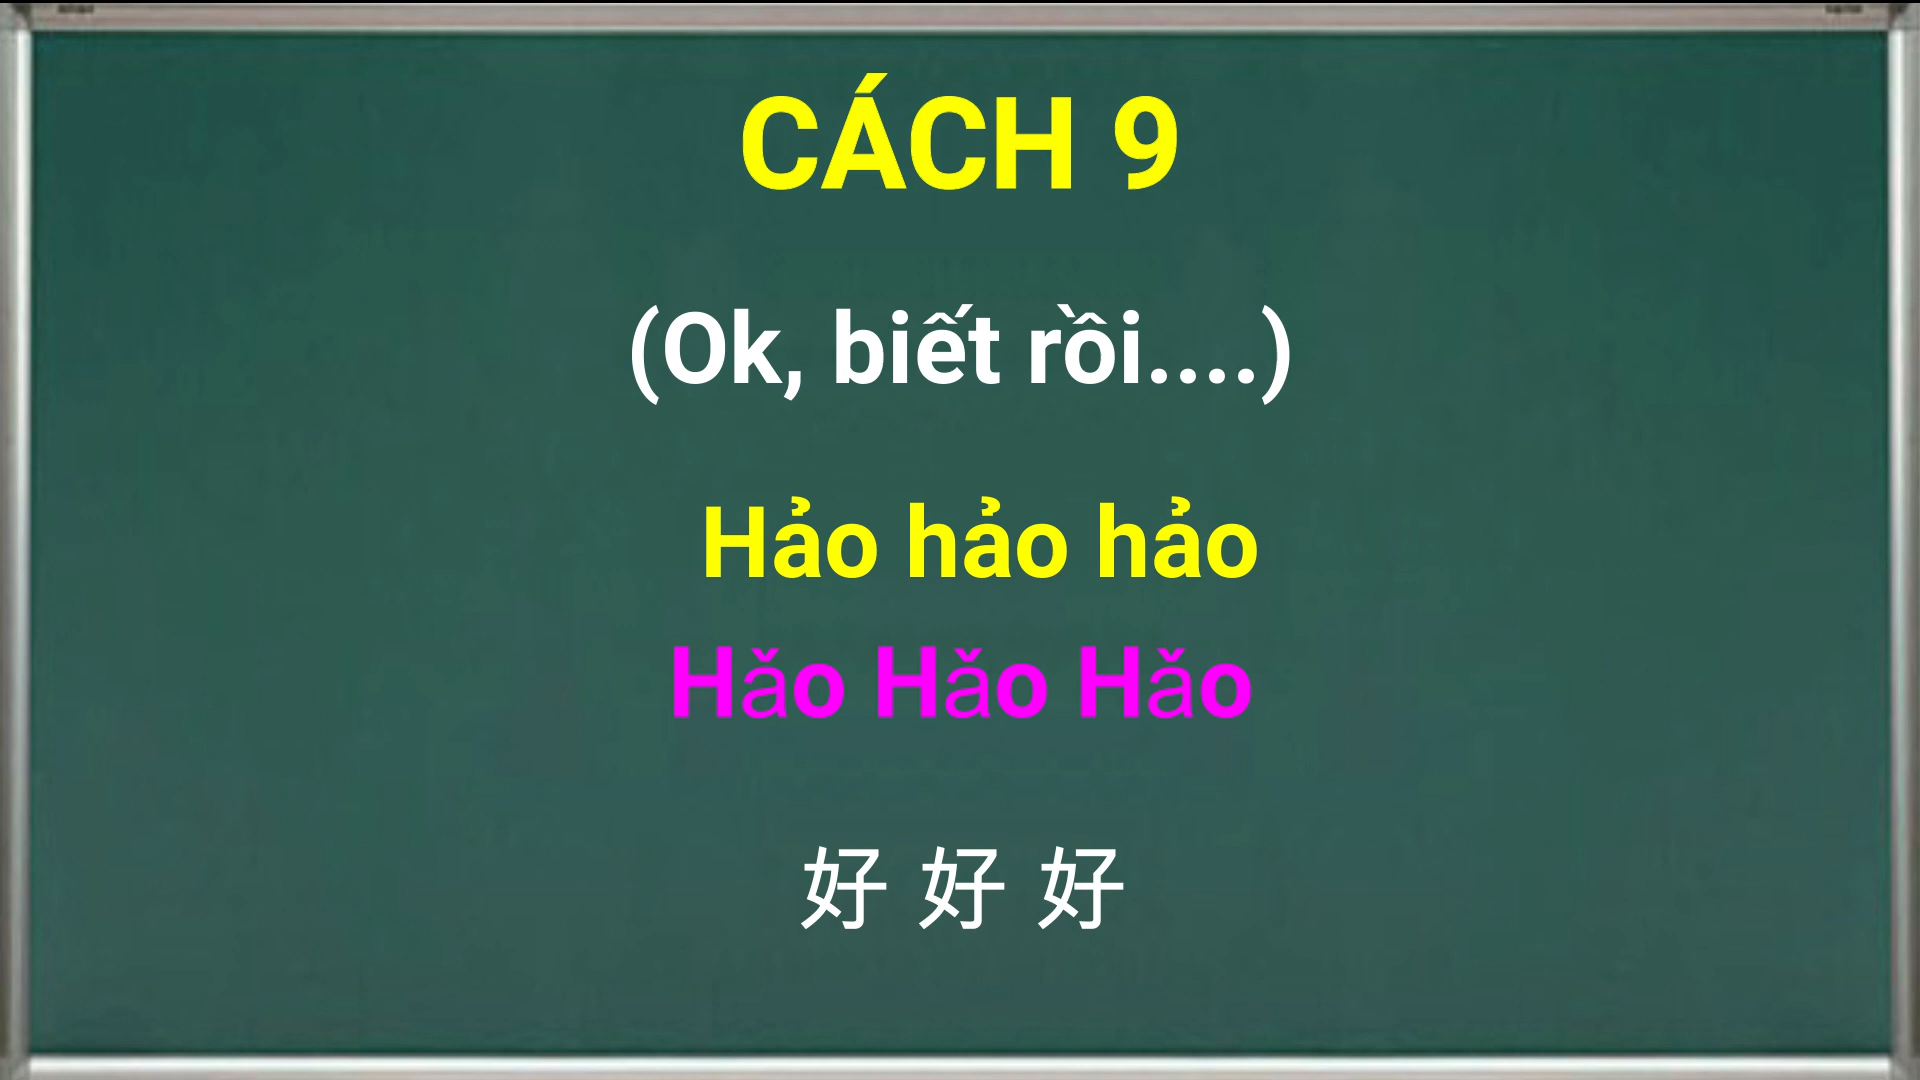 CÁCH 9
(Ok, biết rồi....)
Hảo hảo hảo
Hǎo Hǎo Hǎo
好 好 好